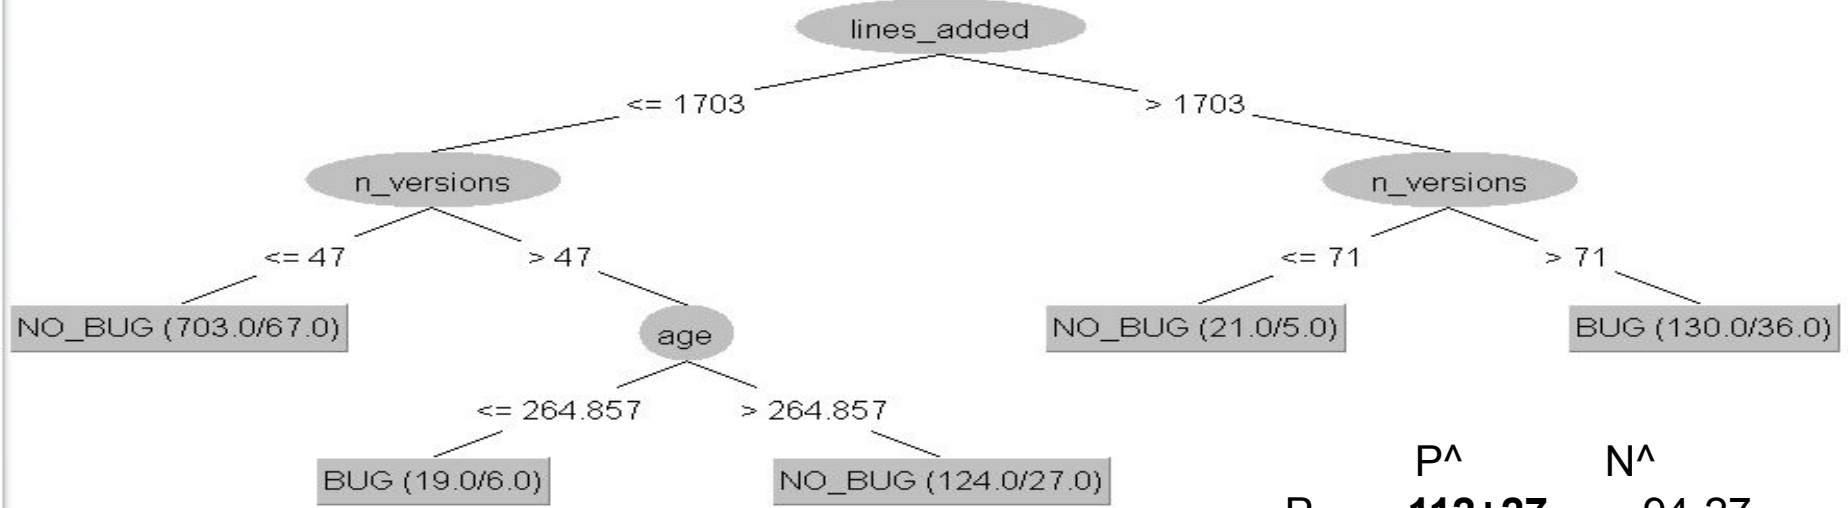 lines_added
<= 1703 > 1703
n_versions n_versions
<= 47 > 47 <= 71 > 71
NO_BUG (703.0/67.0) age NO_BUG (21.0/5.0) BUG (130.0/36.0)
<= 264.857 > 264.857
P^ N^
BUG (19.0/6.0) NO_BUG (124.0/27.0)